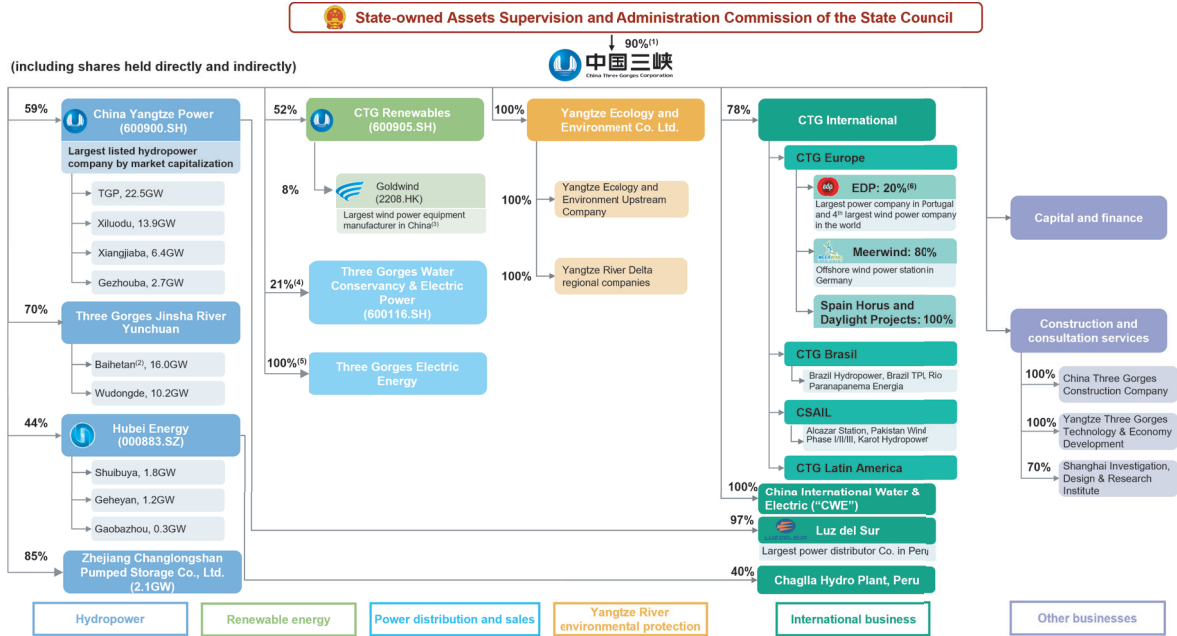 State-owned Assets Supervision and Administration Commission of the State Council
90%(1)
中国三峡
China Three Gorges Corporation
(including shares held directly and indirectly)
59%
China Yangtze Power
(600900.SH)
Largest listed hydropower
company by market capitalization
TGP, 22.5GW
Xiluodu, 13.9GW
Xiangjiaba, 6.4GW
Gezhouba, 2.7GW
70%
Three Gorges Jinsha River
Yunchuan
Baihetan(2), 16.0GW
Wudongde, 10.2GW
44%
Hubei Energy
(000883.SZ)
Shuibuya, 1.8GW
Geheyan, 1.2GW
Gaobazhou, 0.3GW
85%
Zhejiang Changlongshan
Pumped Storage Co., Ltd.
(2.1GW)
52%
CTG Renewables
(600905.SH)
8%
Goldwind
(2208.HK)
Largest wind power equipment
manufacturer in China(3)
21%(4)
Three Gorges Water
Conservancy & Electric
Power
(600116.SH)
100%(5)
Three Gorges Electric
Energy
100%
Yangtze Ecology and
Environment Co. Ltd.
100%
Yangtze Ecology and
Environment Upstream
Company
100%
Yangtze River Delta
regional companies
78%
CTG International
CTG Europe
edp
EDP: 20%(6)
Largest power company in Portugal
and 4th largest wind power company
in the world
Meerwind: 80%
Offshore wind power station in
Germany
Spain Horus and
Daylight Projects: 100%
CTG Brasil
Brazil Hydropower, Brazil TPI, Rio
Paranapanema Energia
CSAIL
Alcazar Station, Pakistan Wind
Phase I/II/III, Karot Hydropower
CTG Latin America
100%
China International Water &
Electric ("CWE")
97%
LUZ DEL SUR
Luz del Sur
Largest power distributor Co. in Peru
40%
Chaglla Hydro Plant, Peru
Capital and finance
Construction and
consultation services
100%
China Three Gorges
Construction Company
100%
Yangtze Three Gorges
Technology & Economy
Development
70%
Shanghai Investigation,
Design & Research
Institute
Hydropower
Renewable energy
Power distribution and sales
Yangtze River
environmental protection
International business
Other businesses